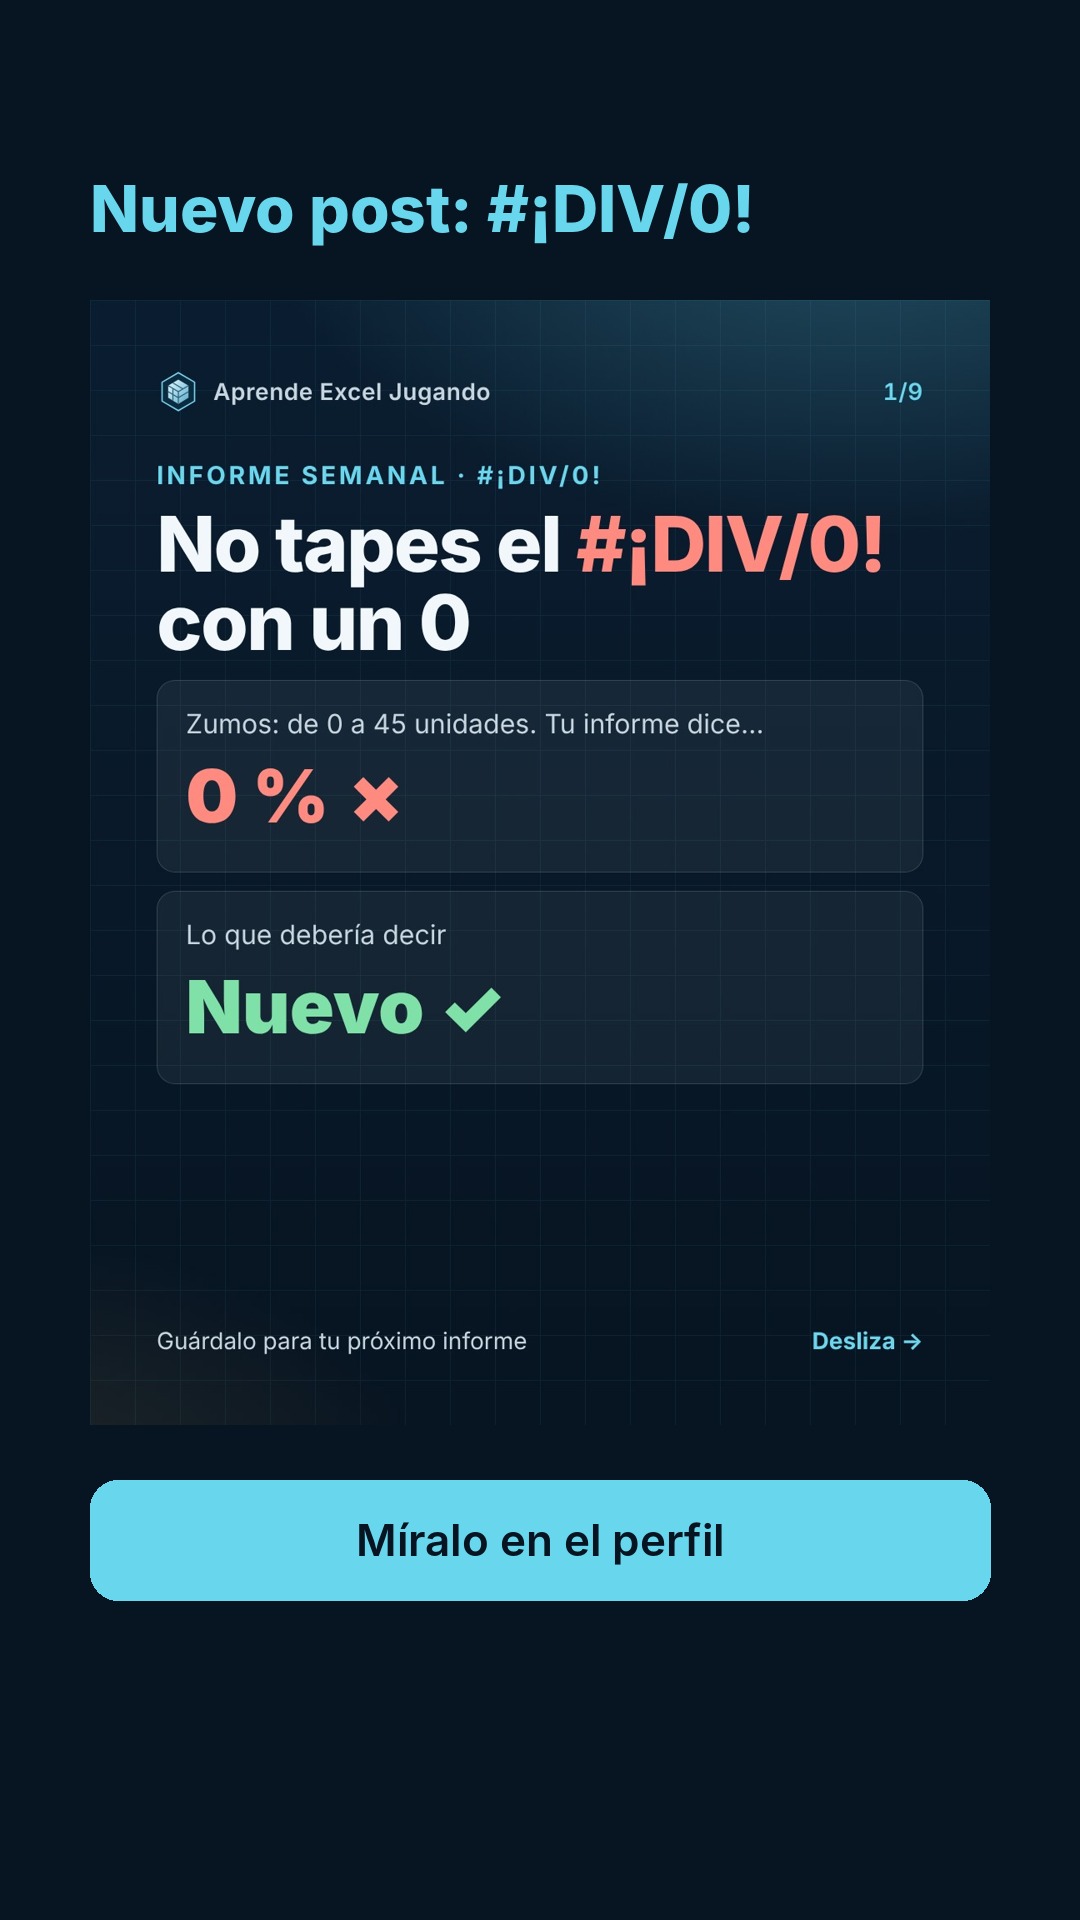 Nuevo post: #¡DIV/0!
Aprende Excel Jugando
1/9
INFORME SEMANAL · #¡DIV/0!
No tapes el #¡DIV/0!
con un 0
Zumos: de 0 a 45 unidades. Tu informe dice...
0 % ✖
Lo que debería decir
Nuevo ✔
Guárdalo para tu próximo informe
Desliza →
Míralo en el perfil